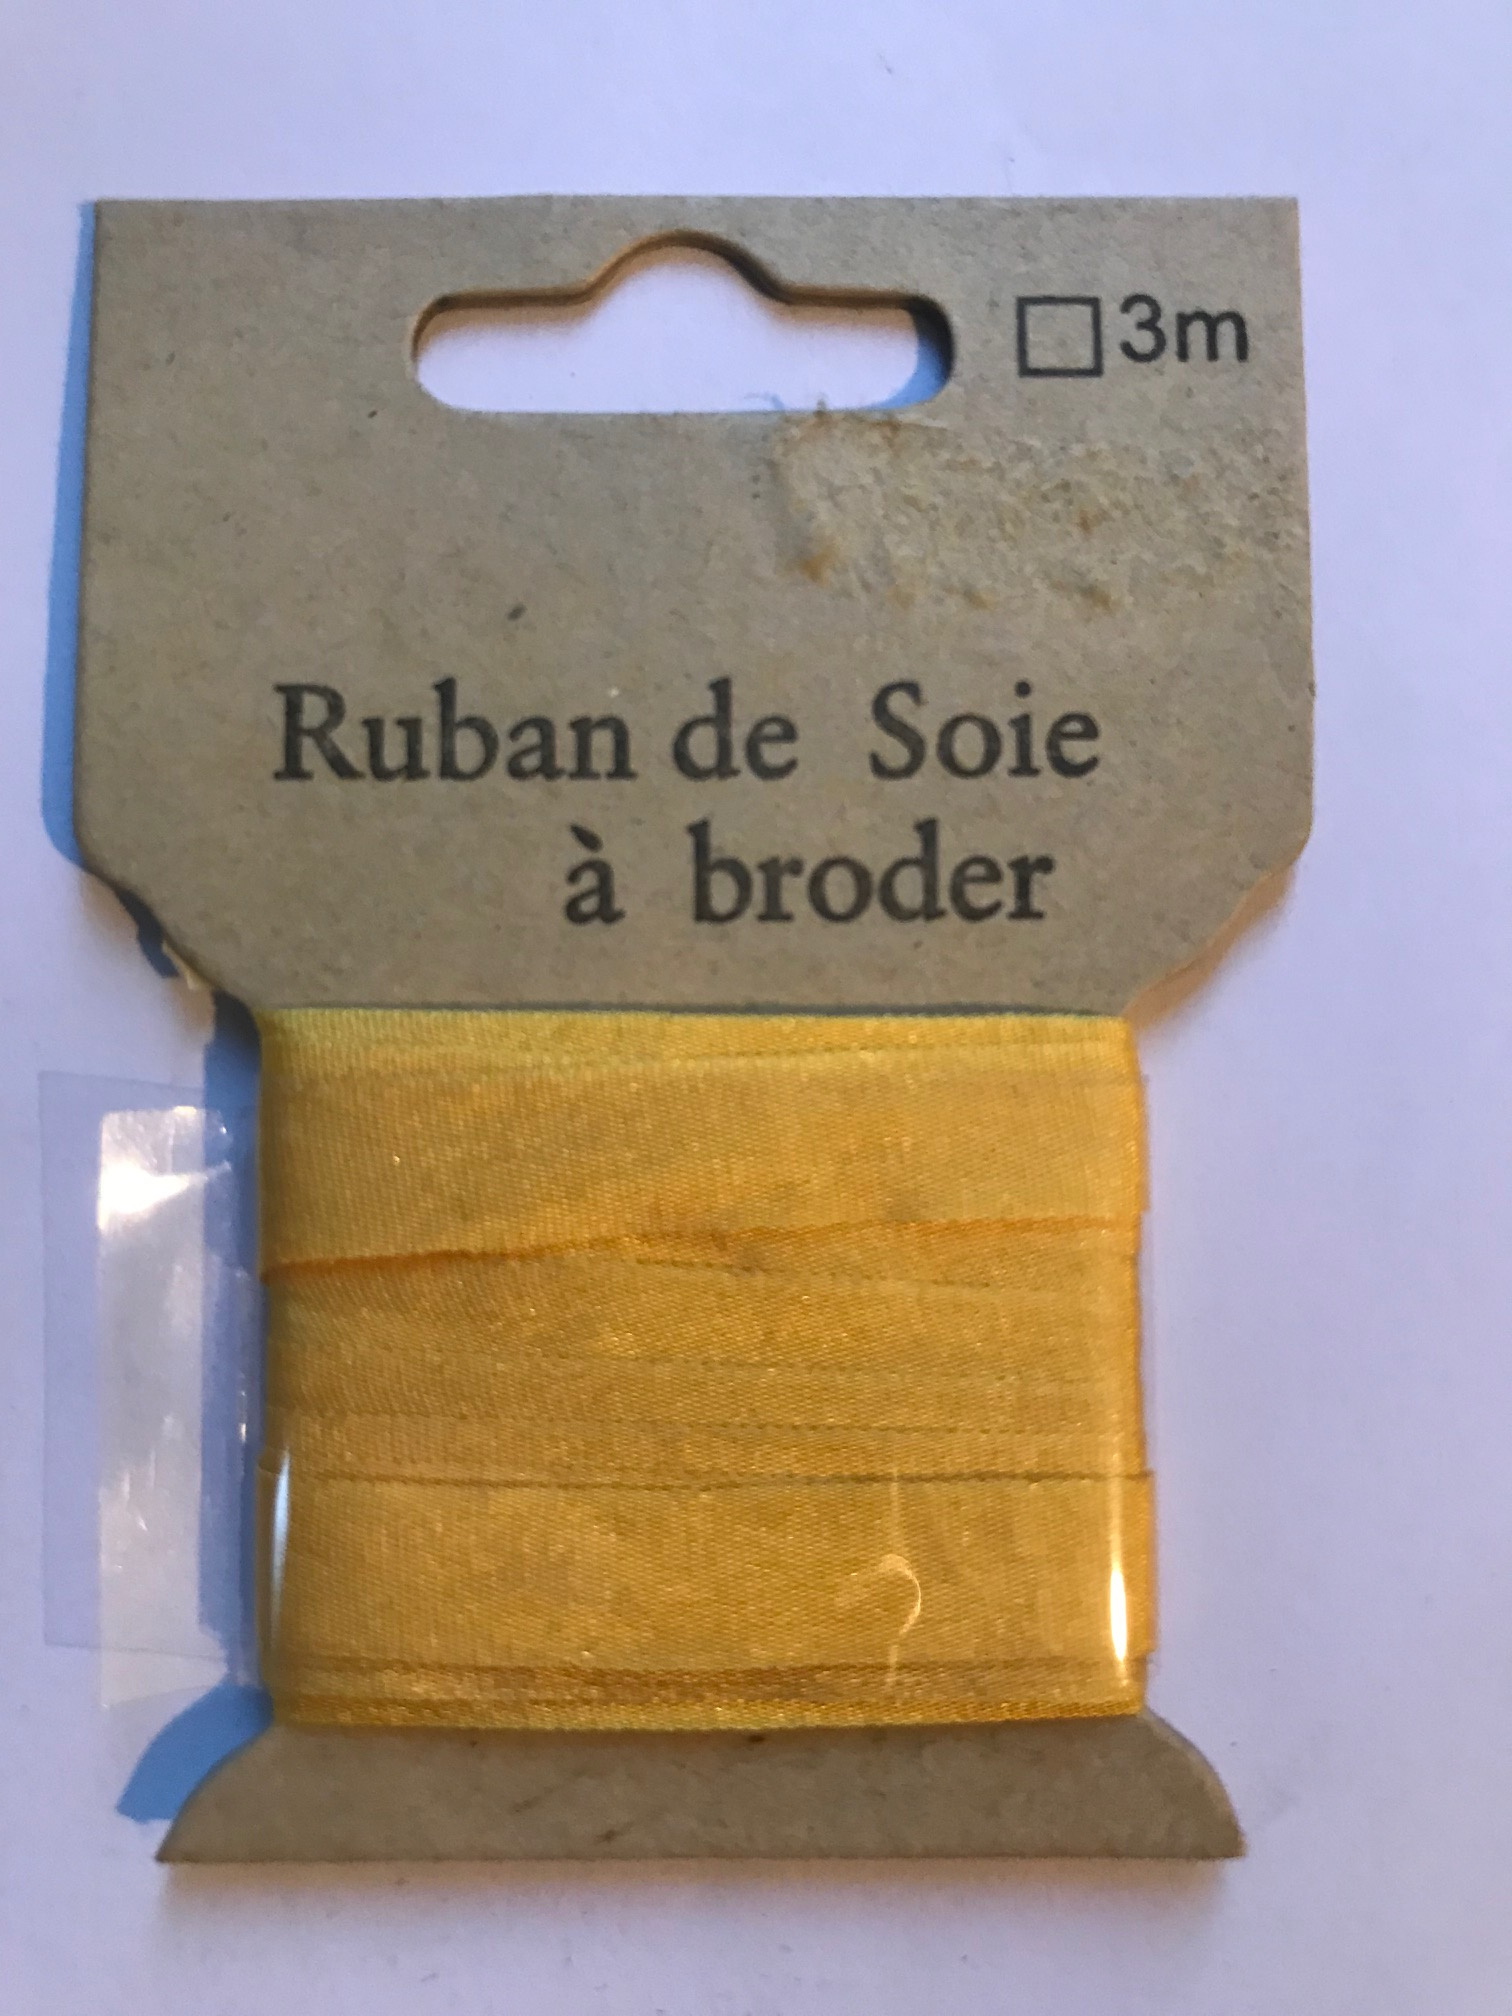 □3m
Ruban de Soie
à broder